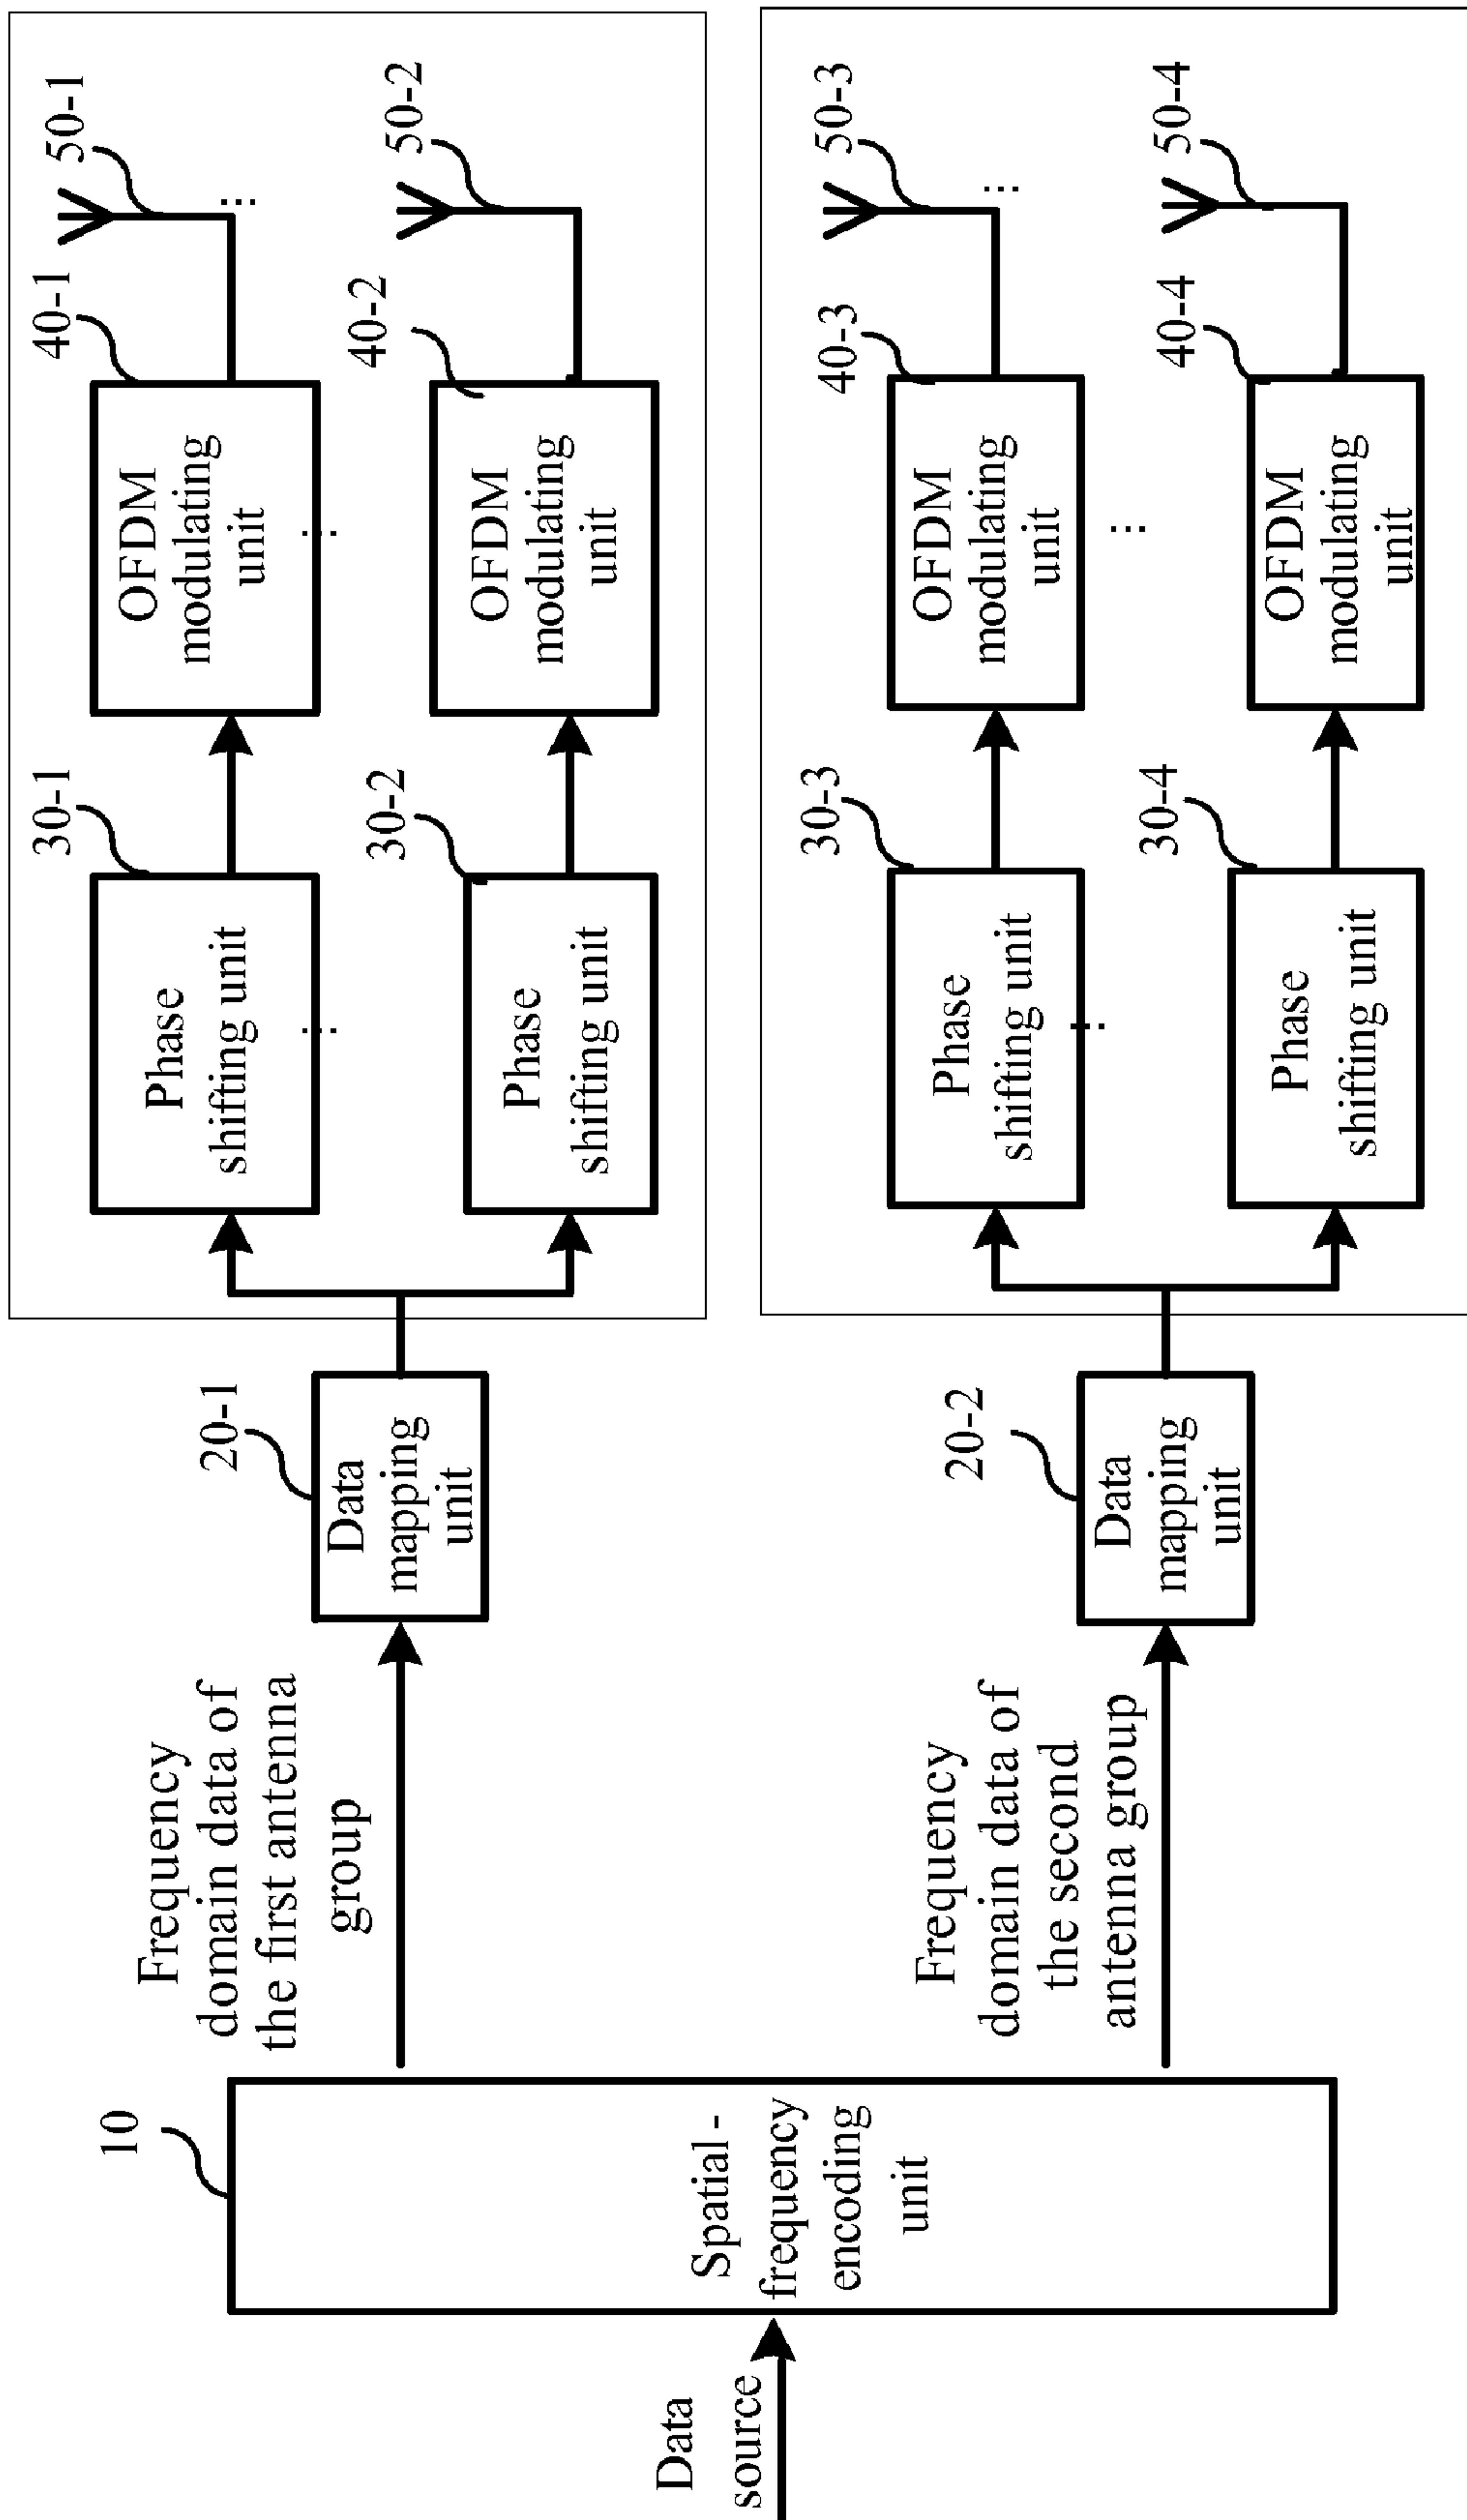 Data
source
10
Spatial-
frequency
encoding
unit
Frequency
domain data of
the first antenna
group
20-1
Data
mapping
unit
30-1
Phase
shifting unit
...
40-1
OFDM
modulating
unit
...
50-1
...
30-2
Phase
shifting unit
40-2
OFDM
modulating
unit
50-2
Frequency
domain data of
the second
antenna group
20-2
Data
mapping
unit
30-3
Phase
shifting unit
...
40-3
OFDM
modulating
unit
...
50-3
...
30-4
Phase
shifting unit
40-4
OFDM
modulating
unit
50-4